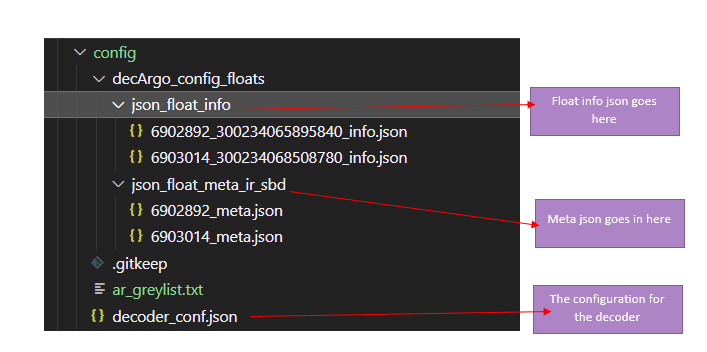 config
decArgo_config_floats
json_float_info
Float info json goes
here
{} 6902892_300234065895840_info.json
{} 6903014_300234068508780_info.json
json_float_meta_ir_sbd
{} 6902892_meta.json
Meta json goes in here
{} 6903014_meta.json
.gitkeep
ar_greylist.txt
{} decoder_conf.json
The configuration for
the decoder